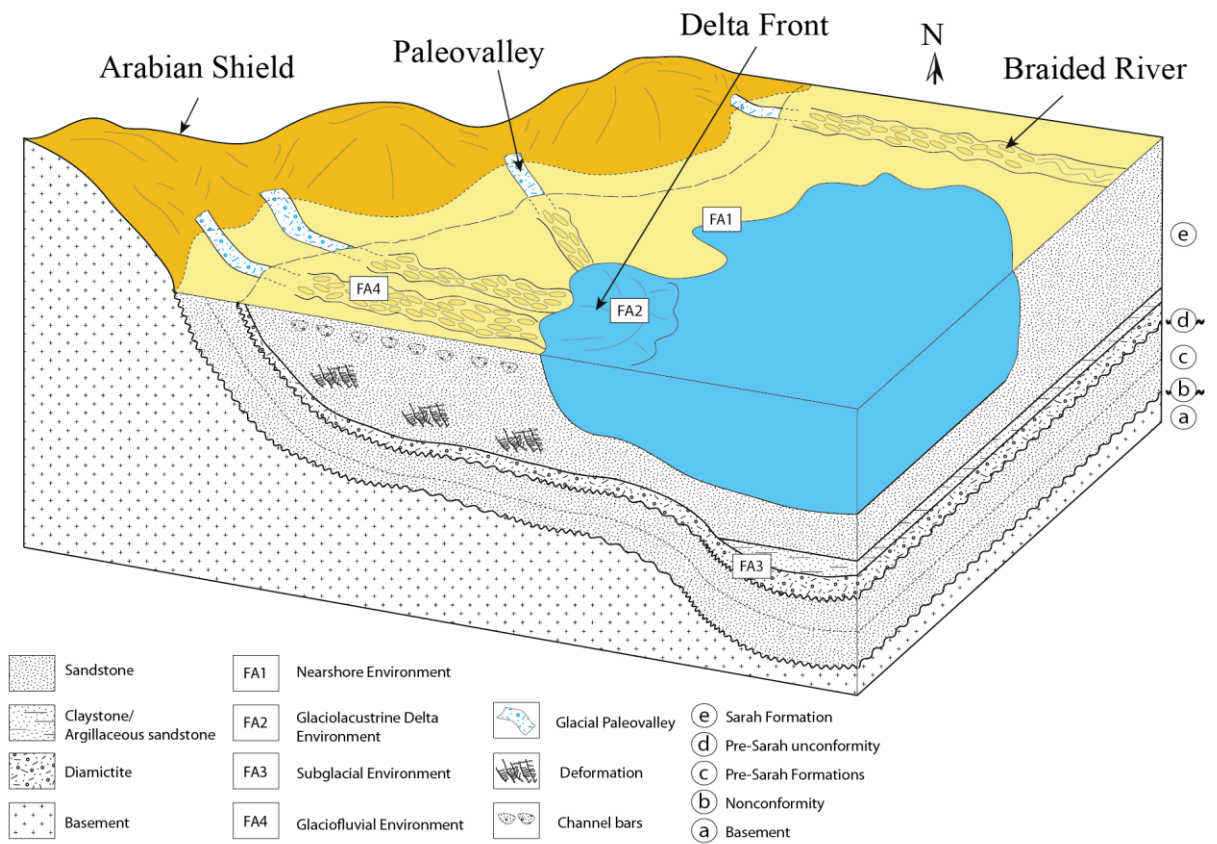 Delta Front
N
Paleovalley
Braided River
Arabian Shield
FA1
e
FA4
FA2
d
c
b
a
FA3
Sandstone
FA1 Nearshore Environment
Claystone/
Argillaceous sandstone
FA2 Glaciolacustrine Delta
Environment
Glacial Paleovalley
e Sarah Formation
d Pre-Sarah unconformity
Diamictite
FA3 Subglacial Environment
Deformation
c Pre-Sarah Formations
b Nonconformity
Basement
FA4 Glaciofluvial Environment
Channel bars
a Basement